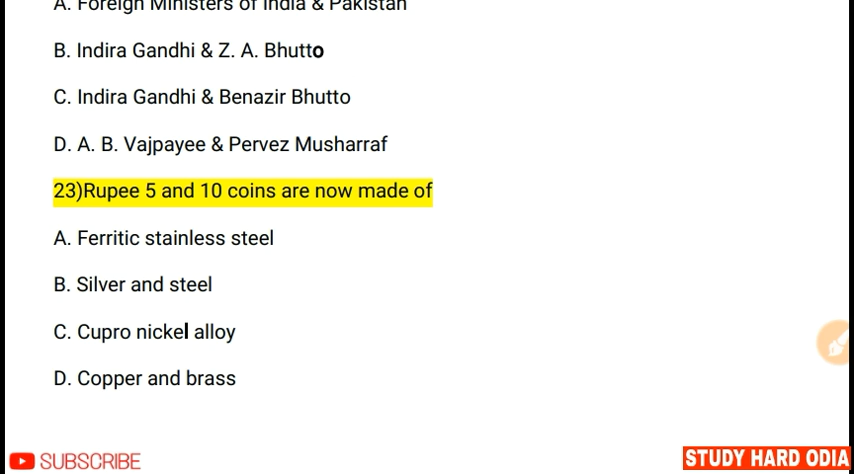 A. Foreign Ministers of India & Pakistan
B. Indira Gandhi & Z. A. Bhutto
C. Indira Gandhi & Benazir Bhutto
D. A. B. Vajpayee & Pervez Musharraf
23)Rupee 5 and 10 coins are now made of
A. Ferritic stainless steel
B. Silver and steel
C. Cupro nickel alloy
D. Copper and brass
SUBSCRIBE
STUDY HARD ODIA